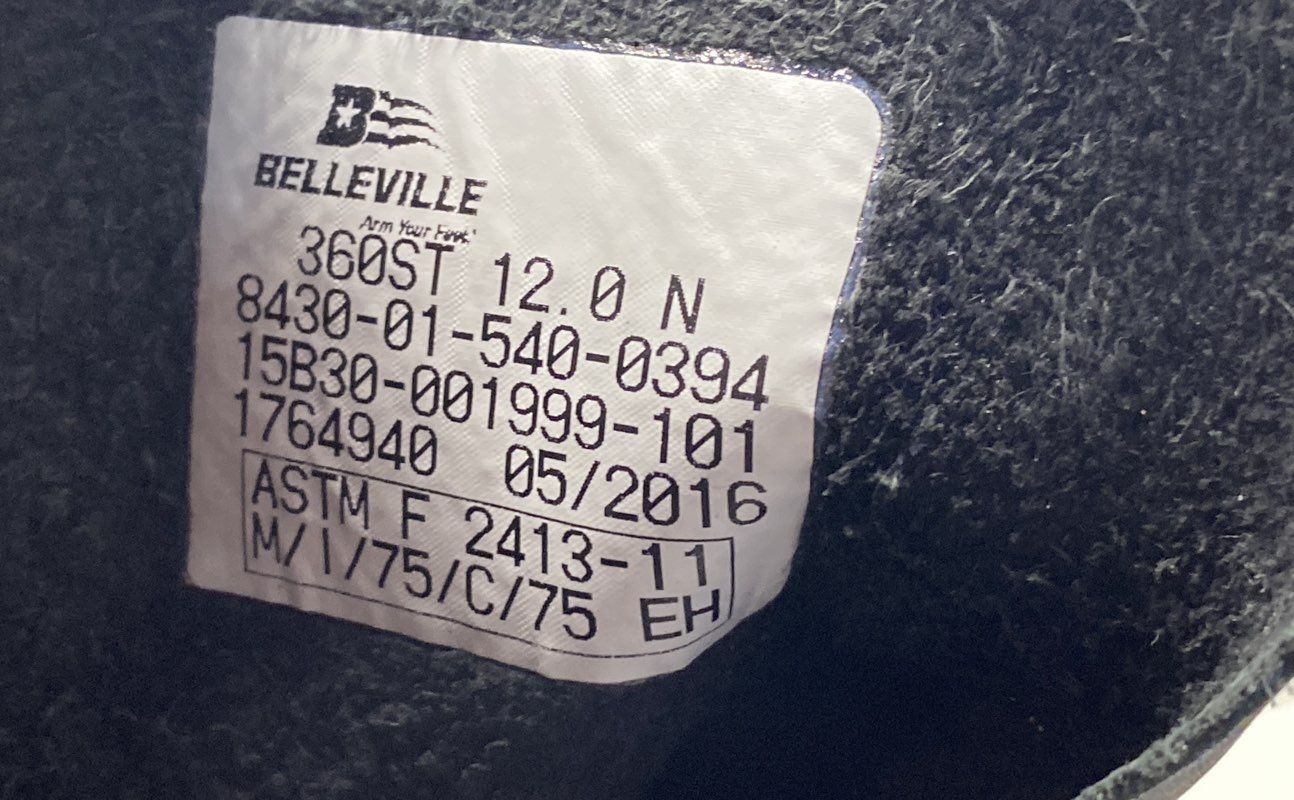 B
BELLEVILLE
Arm Your Feet.
360ST 12.0 N
8430-01-540-0394
15B30-001999-101
1764940 05/2016
ASTM F 2413-11
M/I/75/C/75 EH